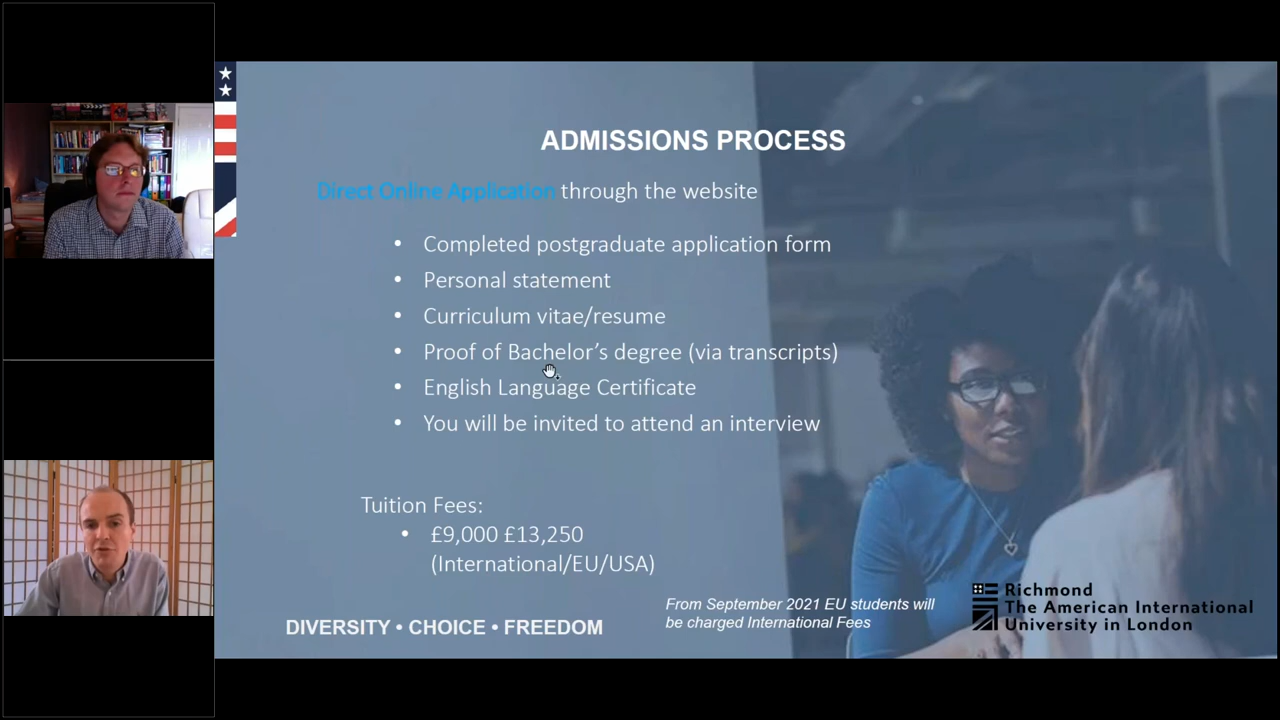 ADMISSIONS PROCESS
Direct Online Application through the website
• Completed postgraduate application form
• Personal statement
• Curriculum vitae/resume
• Proof of Bachelor’s degree (via transcripts)
• English Language Certificate
• You will be invited to attend an interview
Tuition Fees:
• £9,000 £13,250
(International/EU/USA)
From September 2021 EU students will
be charged International Fees
DIVERSITY • CHOICE • FREEDOM
Richmond
The American International
University in London